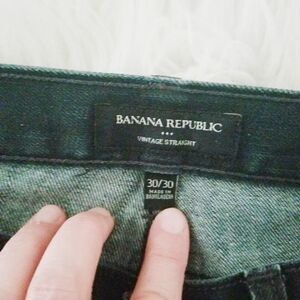 BANANA REPUBLIC
VINTAGE STRAIGHT
30/30
MADE IN
BANGLADESH